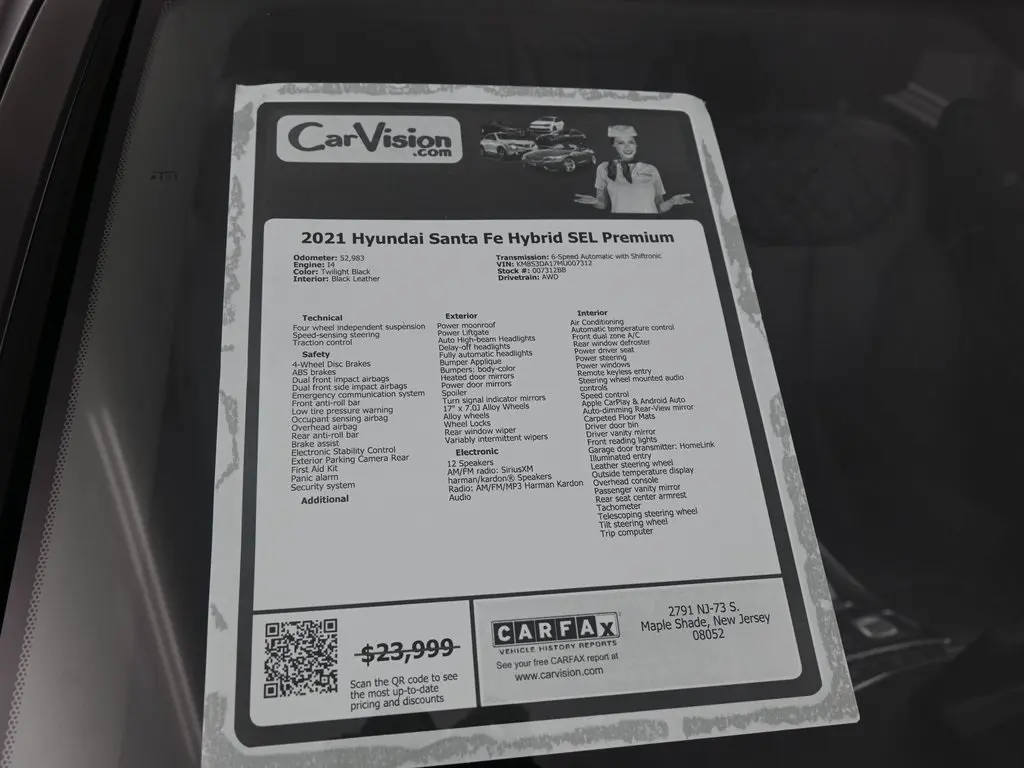 CarVision
.com
2021 Hyundai Santa Fe Hybrid SEL Premium
Odometer: 52,983
Engine: I4
Color: Twilight Black
Interior: Black Leather
Transmission: 6-Speed Automatic with Shiftronic
VIN: KM8S3DA17MU007312
Stock #: 007312BB
Drivetrain: AWD
Technical
Four wheel independent suspension
Speed-sensing steering
Traction control
Safety
4-Wheel Disc Brakes
ABS brakes
Dual front impact airbags
Dual front side impact airbags
Emergency communication system
Front anti-roll bar
Low tire pressure warning
Occupant sensing airbag
Overhead airbag
Rear anti-roll bar
Brake assist
Electronic Stability Control
Exterior Parking Camera Rear
First Aid Kit
Panic alarm
Security system
Additional
Exterior
Power moonroof
Power Liftgate
Auto High-beam Headlights
Delay-off headlights
Fully automatic headlights
Bumper Applique
Bumpers: body-color
Heated door mirrors
Power door mirrors
Spoiler
Turn signal indicator mirrors
17" x 7.0J Alloy Wheels
Alloy wheels
Wheel Locks
Rear window wiper
Variably intermittent wipers
Electronic
12 Speakers
AM/FM radio: SiriusXM
harman/kardon® Speakers
Radio: AM/FM/MP3 Harman Kardon
Audio
Interior
Air Conditioning
Automatic temperature control
Front dual zone A/C
Rear window defroster
Power driver seat
Power steering
Power windows
Remote keyless entry
Steering wheel mounted audio
controls
Speed control
Apple CarPlay & Android Auto
Auto-dimming Rear-View mirror
Carpeted Floor Mats
Driver door bin
Driver vanity mirror
Front reading lights
Garage door transmitter: HomeLink
Illuminated entry
Leather steering wheel
Outside temperature display
Overhead console
Passenger vanity mirror
Rear seat center armrest
Tachometer
Telescoping steering wheel
Tilt steering wheel
Trip computer
$23,999
Scan the QR code to see
the most up-to-date
pricing and discounts
CARFAX
VEHICLE HISTORY REPORTS
See your free CARFAX report at
www.carvision.com
2791 NJ-73 S.
Maple Shade, New Jersey
08052